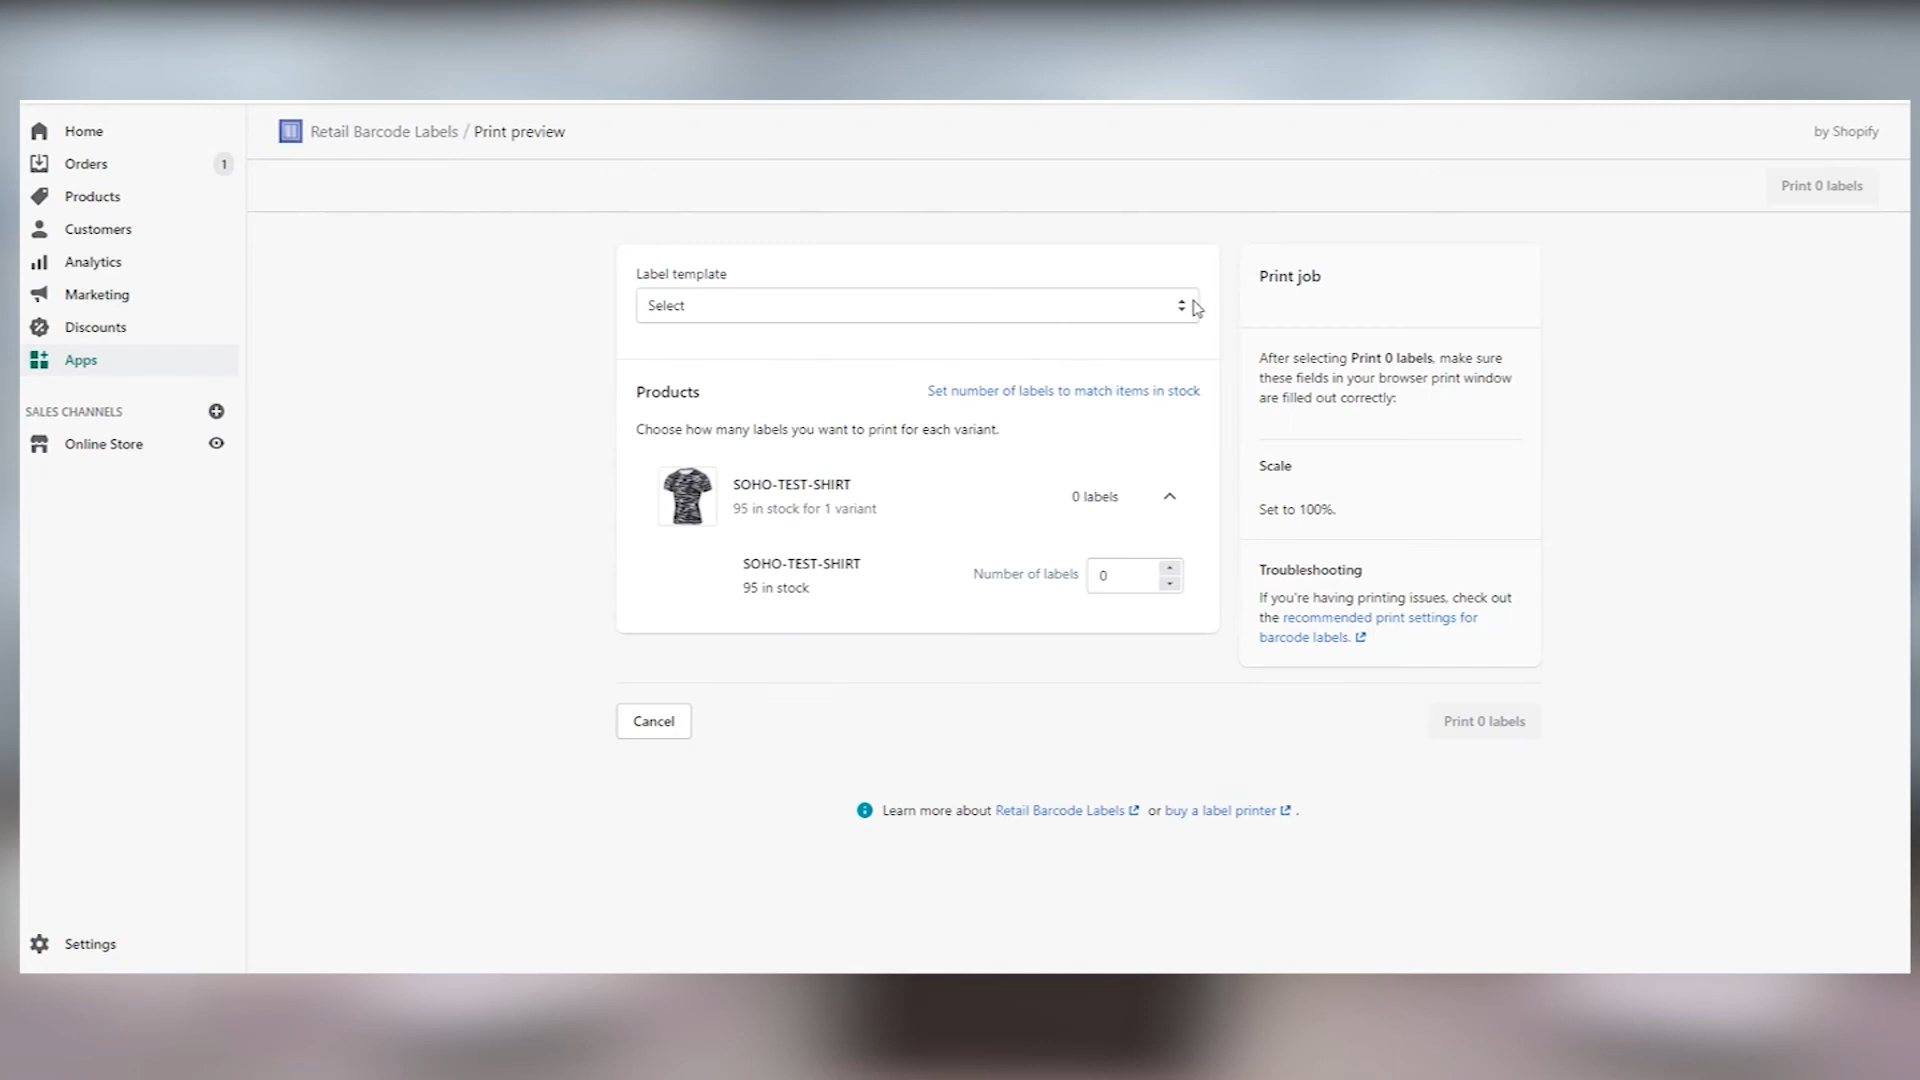 Home
Orders 1
Products
Customers
Analytics
Marketing
Discounts
Apps
SALES CHANNELS
Online Store
Settings
Retail Barcode Labels / Print preview
by Shopify
Print 0 labels
Label template
Select
Products
Set number of labels to match items in stock
Choose how many labels you want to print for each variant.
SOHO-TEST-SHIRT
95 in stock for 1 variant
0 labels
SOHO-TEST-SHIRT
95 in stock
Number of labels 0
Print job
After selecting Print 0 labels, make sure
these fields in your browser print window
are filled out correctly:
Scale
Set to 100%.
Troubleshooting
If you're having printing issues, check out
the recommended print settings for
barcode labels.
Cancel
Print 0 labels
Learn more about Retail Barcode Labels or buy a label printer .